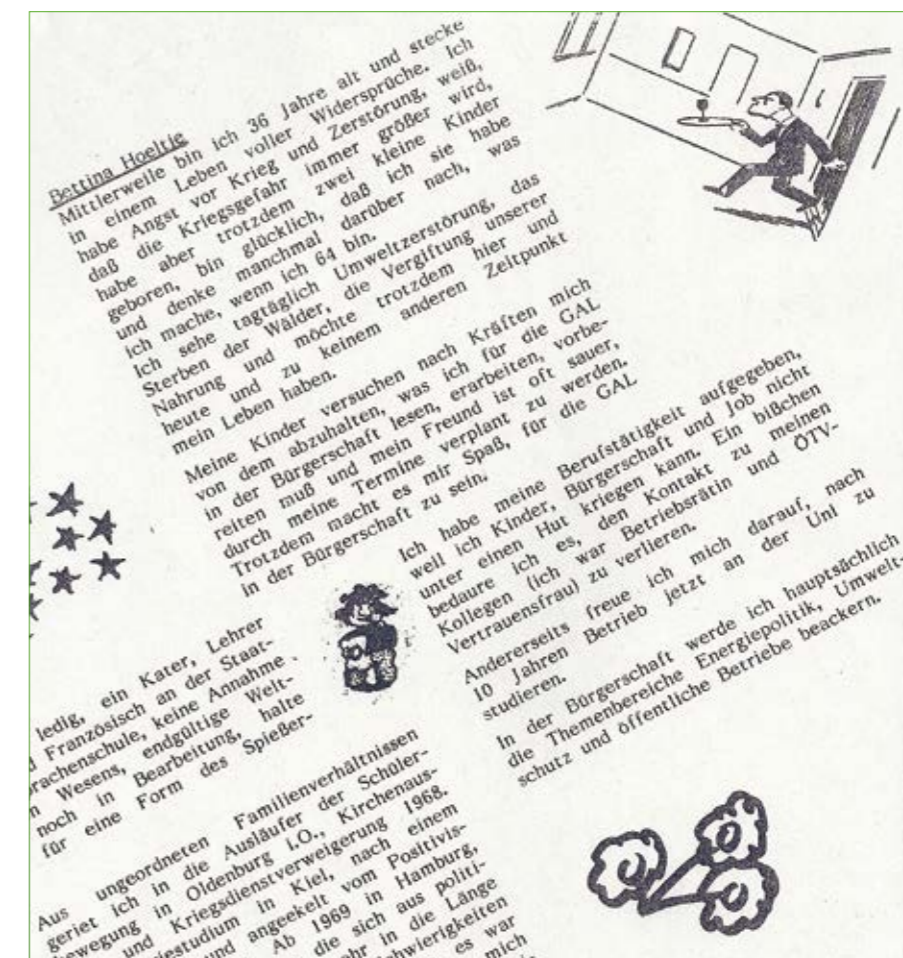 Bettina Hoeltje
Mittlerweile bin ich 36 Jahre alt und stecke
in einem Leben voller Widersprüche. Ich
habe Angst vor Krieg und Zerstörung, weiß,
daß die Kriegsgefahr immer größer wird,
habe aber trotzdem zwei kleine Kinder
geboren, bin glücklich, daß ich sie habe
und denke manchmal darüber nach, was
ich mache, wenn ich 64 bin.
Ich sehe tagtäglich Umweltzerstörung, das
Sterben der Wälder, die Vergiftung unserer
Nahrung und möchte trotzdem hier und
heute und zu keinem anderen Zeitpunkt
mein Leben haben.
Meine Kinder versuchen nach Kräften mich
von dem abzuhalten, was ich für die GAL
in der Bürgerschaft lesen, erarbeiten, vorbe-
reiten muß und mein Freund ist oft sauer,
durch meine Termine verplant zu werden.
Trotzdem macht es mir Spaß, für die GAL
in der Bürgerschaft zu sein.
Ich habe meine Berufstätigkeit aufgegeben,
weil ich Kinder, Bürgerschaft und Job nicht
unter einen Hut kriegen kann. Ein bißchen
bedaure ich es, den Kontakt zu meinen
Kollegen (ich war Betriebsrätin und ÖTV-
Vertrauensfrau) zu verlieren.
Andererseits freue ich mich darauf, nach
10 Jahren Betrieb jetzt an der Uni zu
studieren.
In der Bürgerschaft werde ich hauptsächlich
die Themenbereiche Energiepolitik, Umwelt-
schutz und öffentliche Betriebe beackern.
ledig, ein Kater, Lehrer
Französisch an der Staat-
rachenschule, keine Annahme
Wesens, endgültige Welt-
noch in Bearbeitung, halte
für eine Form des Spießer-
Aus ungeordneten Familienverhältnissen
geriet ich in die Ausläufer der Schüler-
bewegung in Oldenburg i.O., Kirchenaus-
und Kriegsdienstverweigerung 1968.
iestudium in Kiel, nach einem
und angeekelt vom Positivis-
Ab 1969 in Hamburg,
die sich aus politi-
hr in die Länge
chwierigkeiten
es war
mich